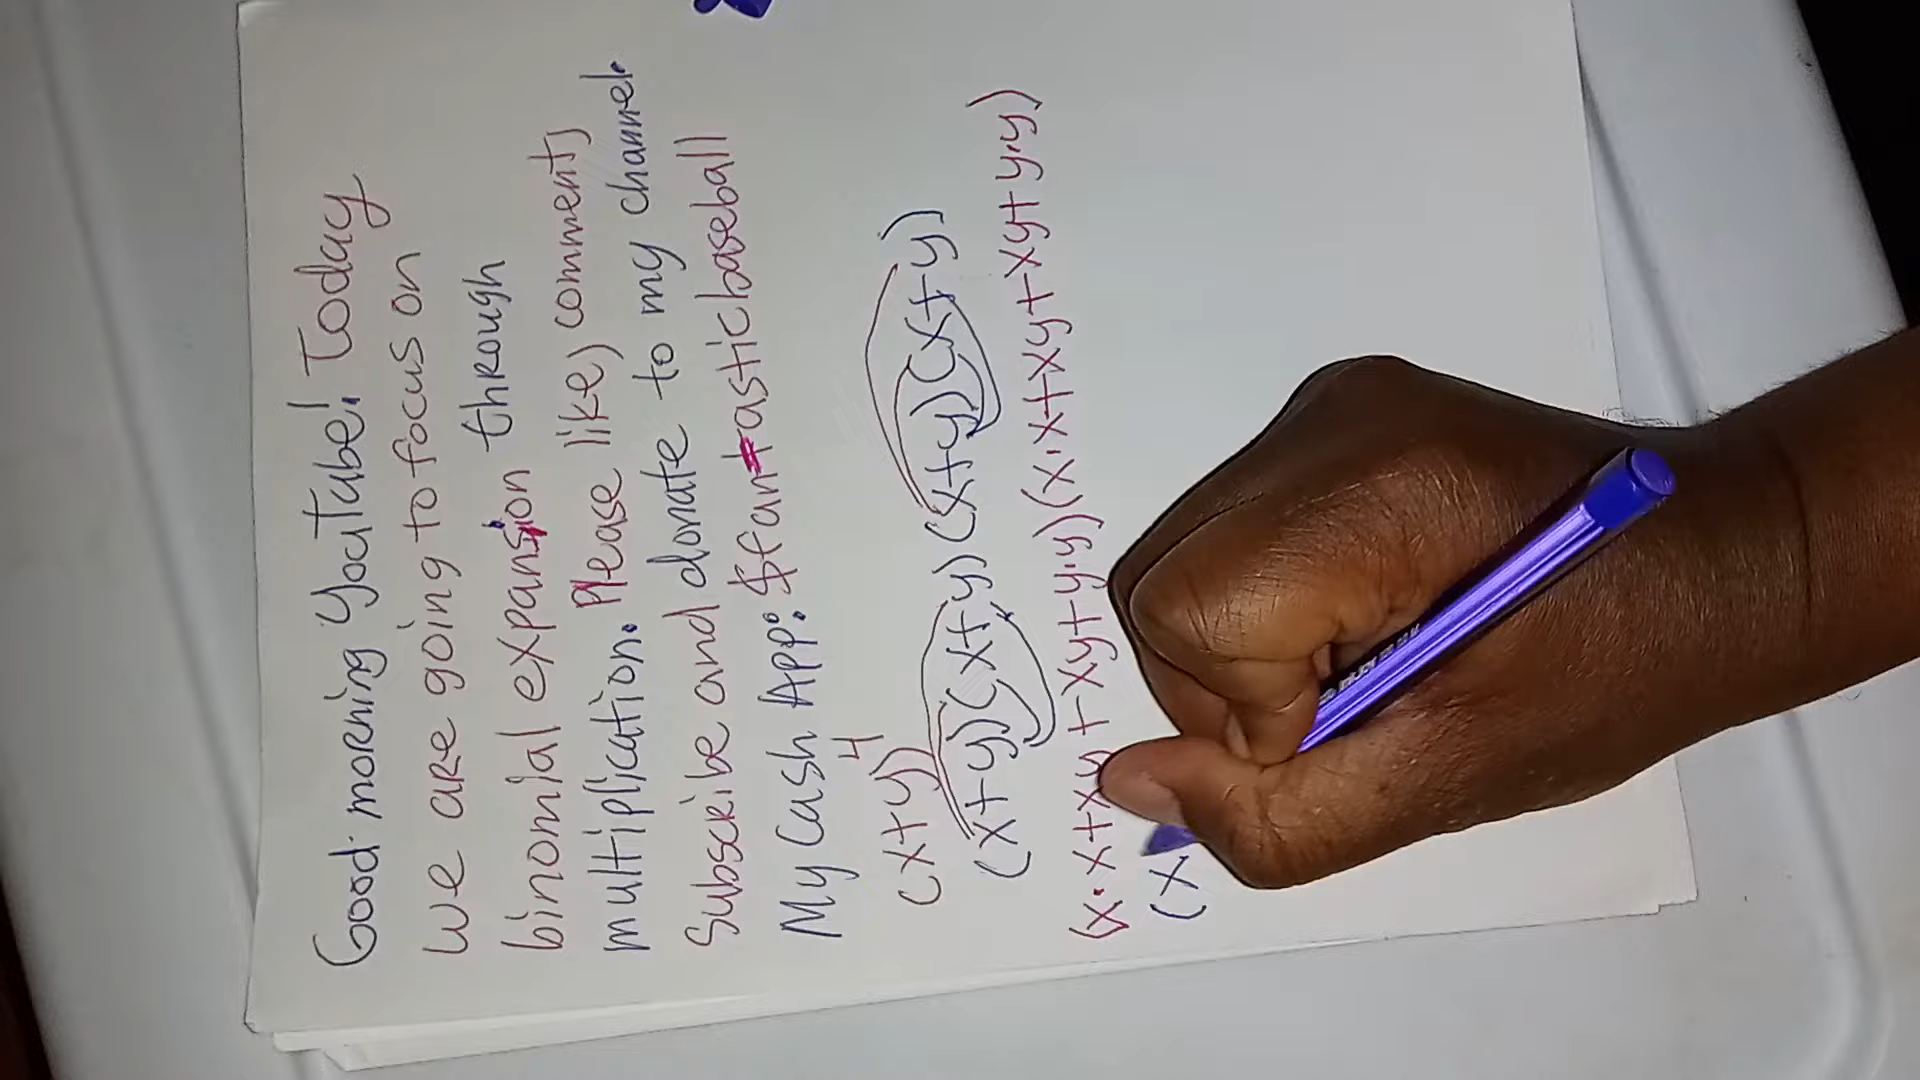 Good morning YouTube! Today
we are going to focus on
binomial expansion through
multiplication. Please like, comment,
Subscribe and donate to my channel.
My Cash App: $fantasticbaseball
(x+y)⁴
(x+y)(x+y)(x+y)(x+y)
(x·x+xy+xy+y·y)(x·x+xy+xy+y·y)
(x